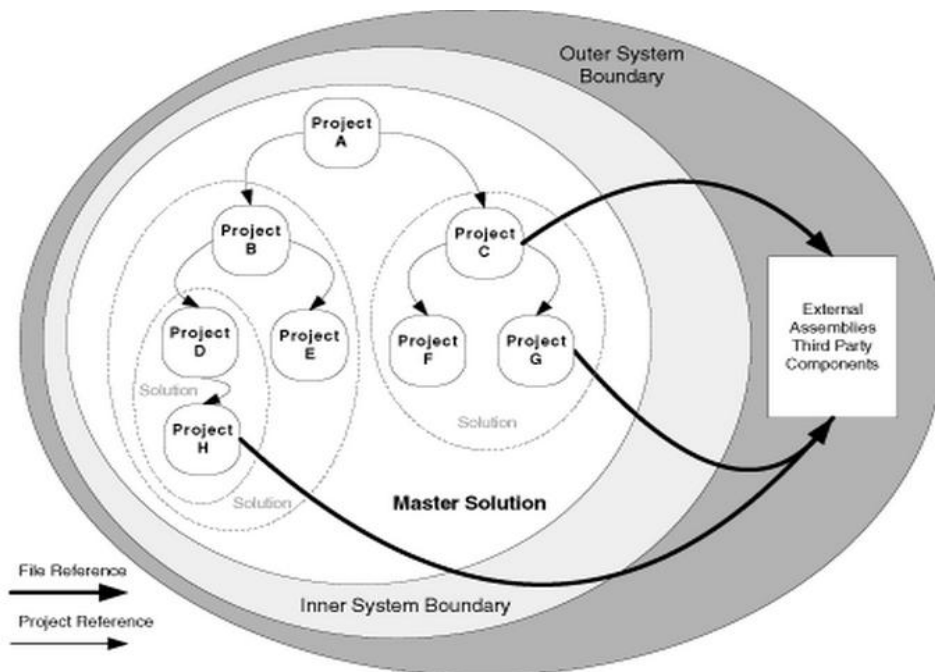 Outer System
Boundary
Project
A
Project
B
Project
C
Project
D
Project
E
Project
F
Project
G
Solution
Project
H
Solution
Solution
External
Assemblies
Third Party
Components
Master Solution
Inner System Boundary
File Reference
Project Reference